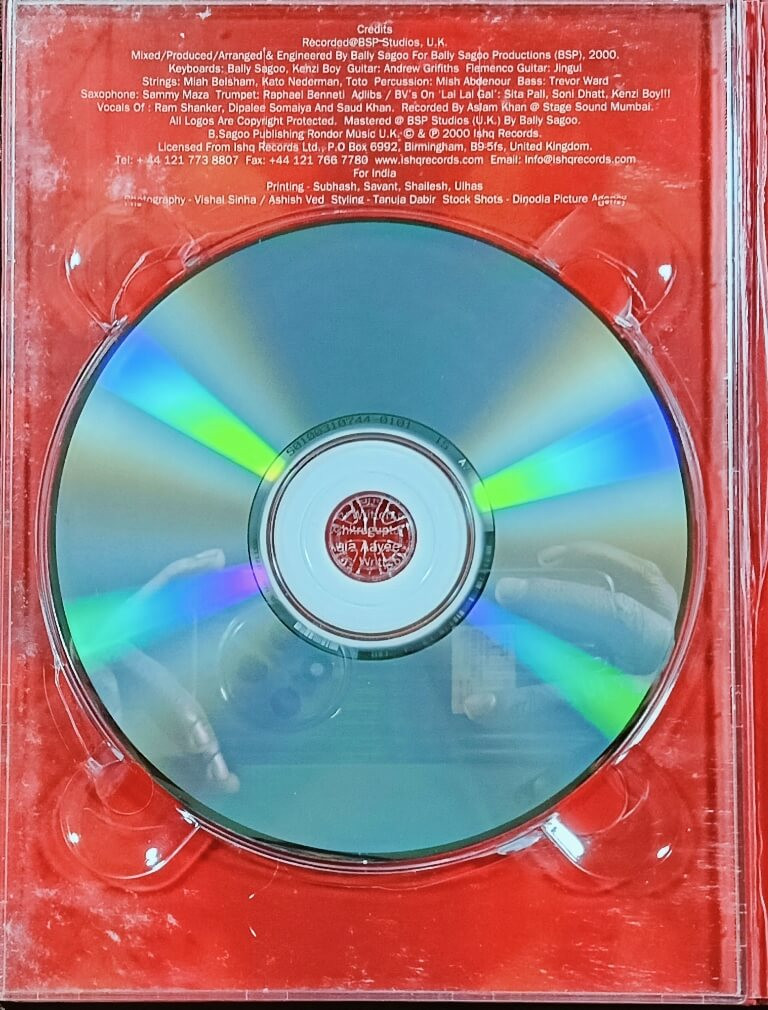 Credits
Recorded@BSP Studios, U.K.
Mixed/Produced/Arranged & Engineered By Bally Sagoo For Bally Sagoo Productions (BSP), 2000.
Keyboards: Bally Sagoo, Kenzi Boy Guitar: Andrew Grifiths Flemenco Guitar: Jingul
Strings: Miah Belsham, Kato Nederman, Toto Percussion: Mish Abdenour Bass: Trevor Ward
Saxophone: Sammy Maza Trumpet: Raphael Bennett Adlibs / BV's On 'Lal Lal Gal': Sita Pall, Soni Dhatt, Kenzi Boy!!!
Vocals Of : Ram Shanker, Dipalee Somaiya And Saud Khan. Recorded By Aslam Khan @ Stage Sound Mumbai.
All Logos Are Copyright Protected. Mastered @ BSP Studios (U.K.) By Bally Sagoo.
B.Sagoo Publishing Rondor Music U.K. © & ℗ 2000 Ishq Records.
Licensed From Ishq Records Ltd., P.O Box 6992, Birmingham, B9-5fs, United Kingdom.
Tel: + 44 121 773 8807 Fax: +44 121 766 7780 www.ishqrecords.com Email: Info@ishqrecords.com
For India
Printing - Subhash, Savant, Shailesh, Ulhas
Photography - Vishal Sinha / Ashish Ved Styling - Tanuja Dabir Stock Shots - Dinodia Picture Agency
15 A
Aayee